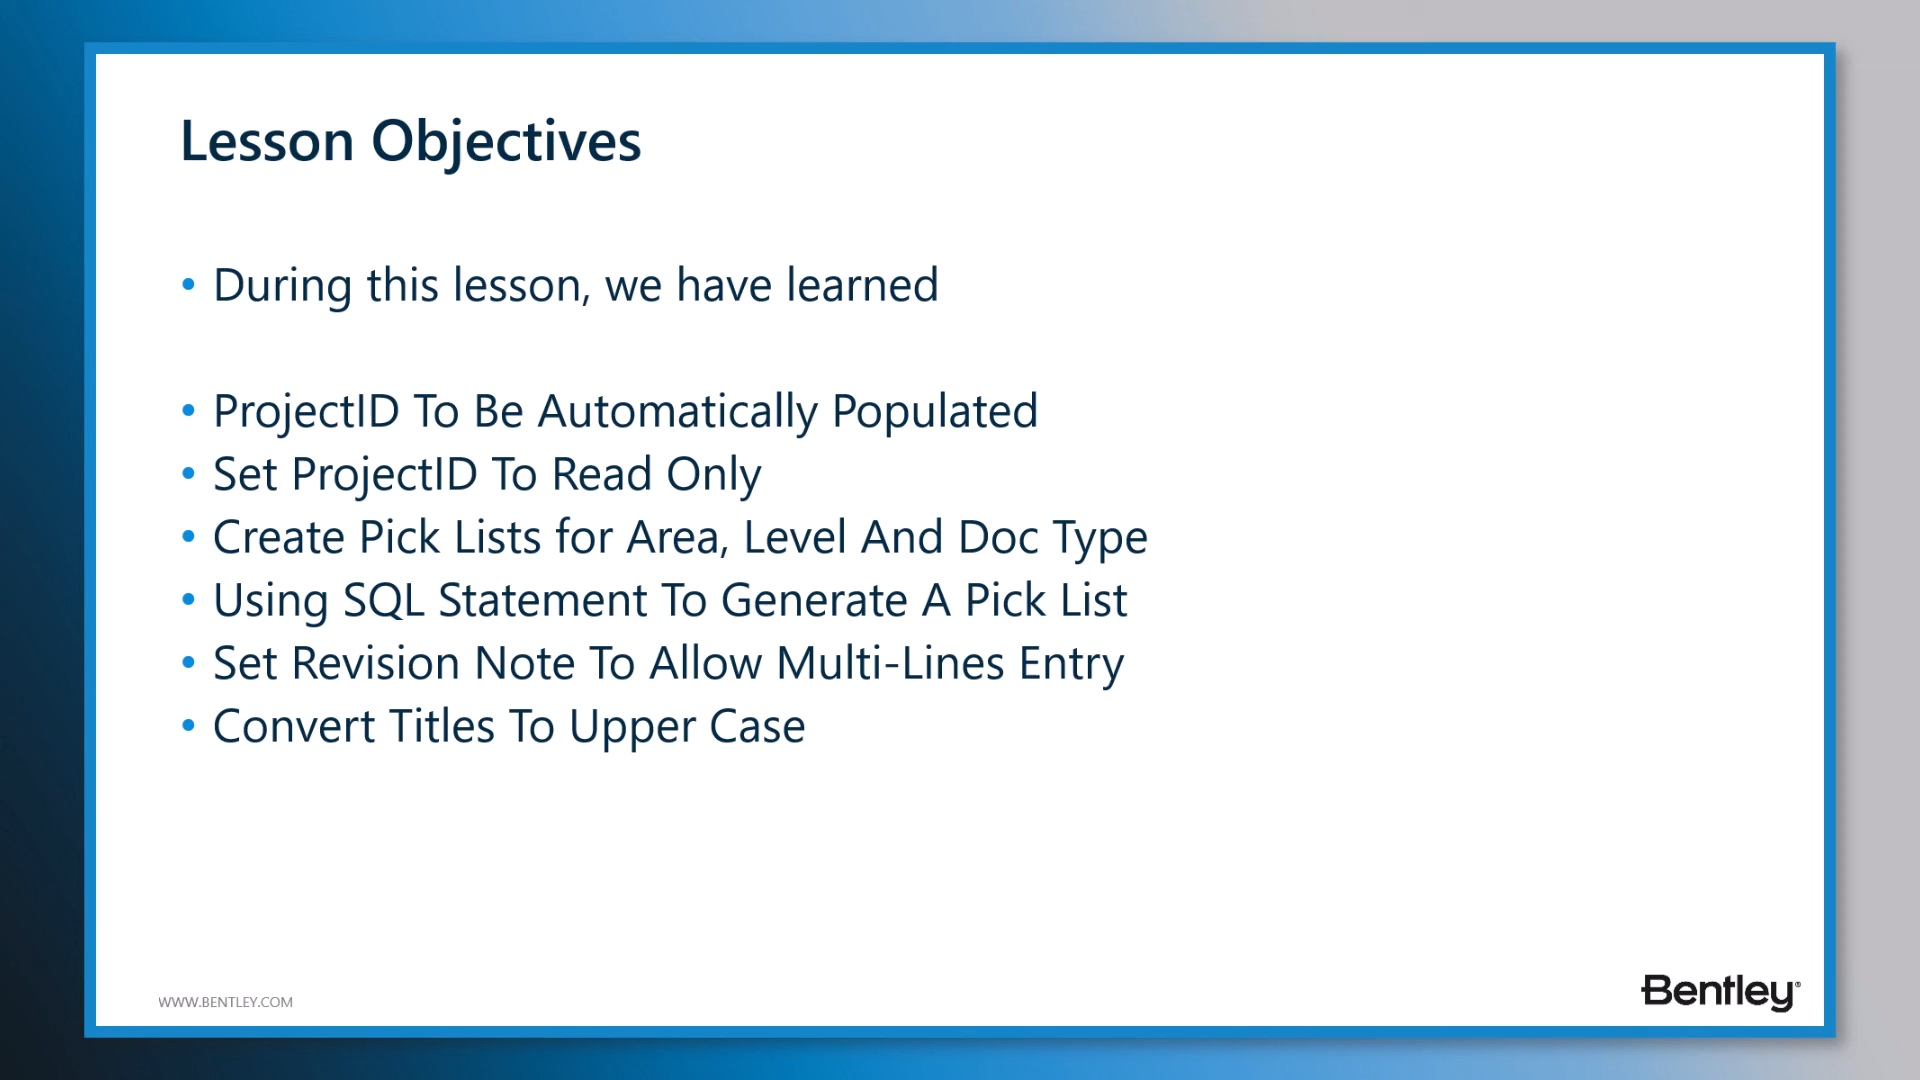 Lesson Objectives
• During this lesson, we have learned
• ProjectID To Be Automatically Populated
• Set ProjectID To Read Only
• Create Pick Lists for Area, Level And Doc Type
• Using SQL Statement To Generate A Pick List
• Set Revision Note To Allow Multi-Lines Entry
• Convert Titles To Upper Case
WWW.BENTLEY.COM
Bentley®